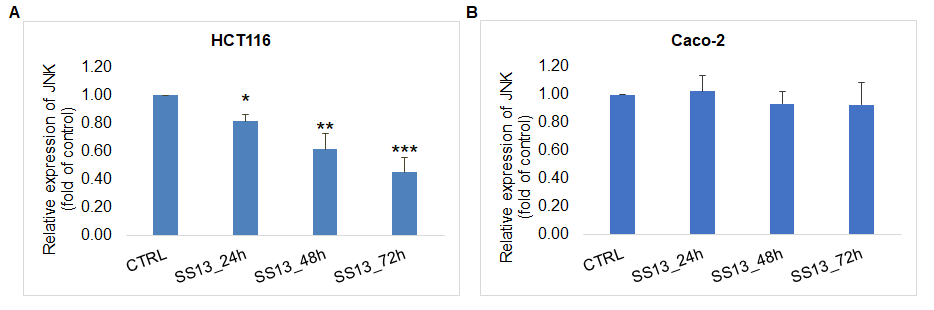 A
HCT116
Relative expression of JNK
(fold of control)
1.20
1.00
0.80
0.60
0.40
0.20
0.00
*
**
***
CTRL
SS13_24h
SS13_48h
SS13_72h
B
Caco-2
Relative expression of JNK
(fold of control)
1.20
1.00
0.80
0.60
0.40
0.20
0.00
CTRL
SS13_24h
SS13_48h
SS13_72h